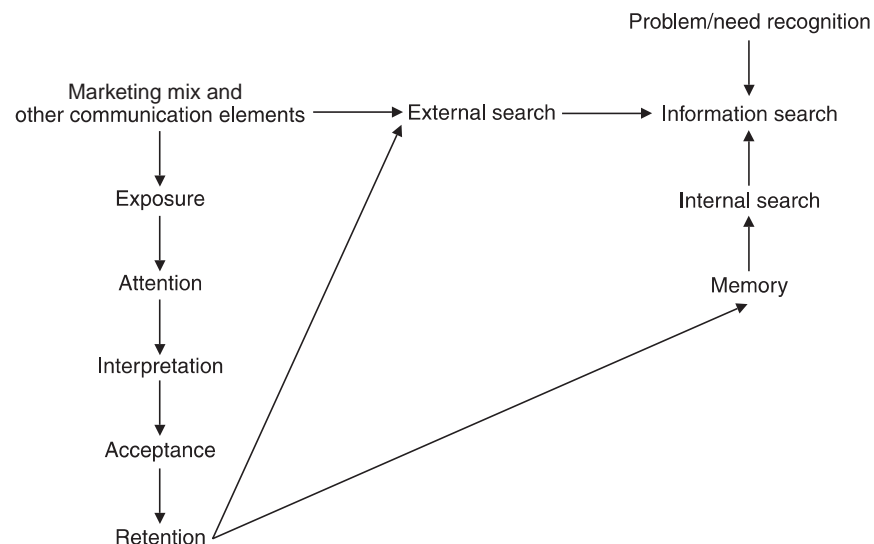 Problem/need recognition
Marketing mix and
other communication elements
External search
Information search
Exposure
Internal search
Attention
Memory
Interpretation
Acceptance
Retention